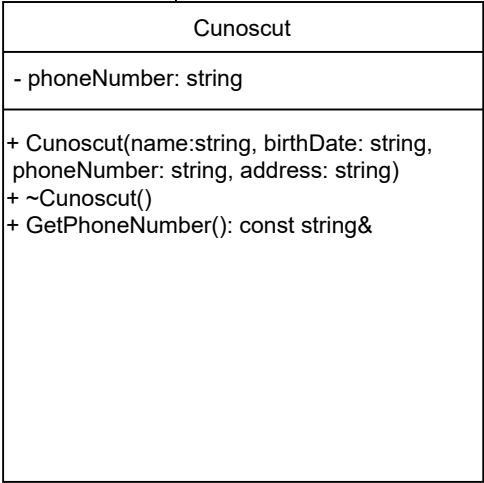 Cunoscut
- phoneNumber: string
+ Cunoscut(name:string, birthDate: string,
phoneNumber: string, address: string)
+ ~Cunoscut()
+ GetPhoneNumber(): const string&